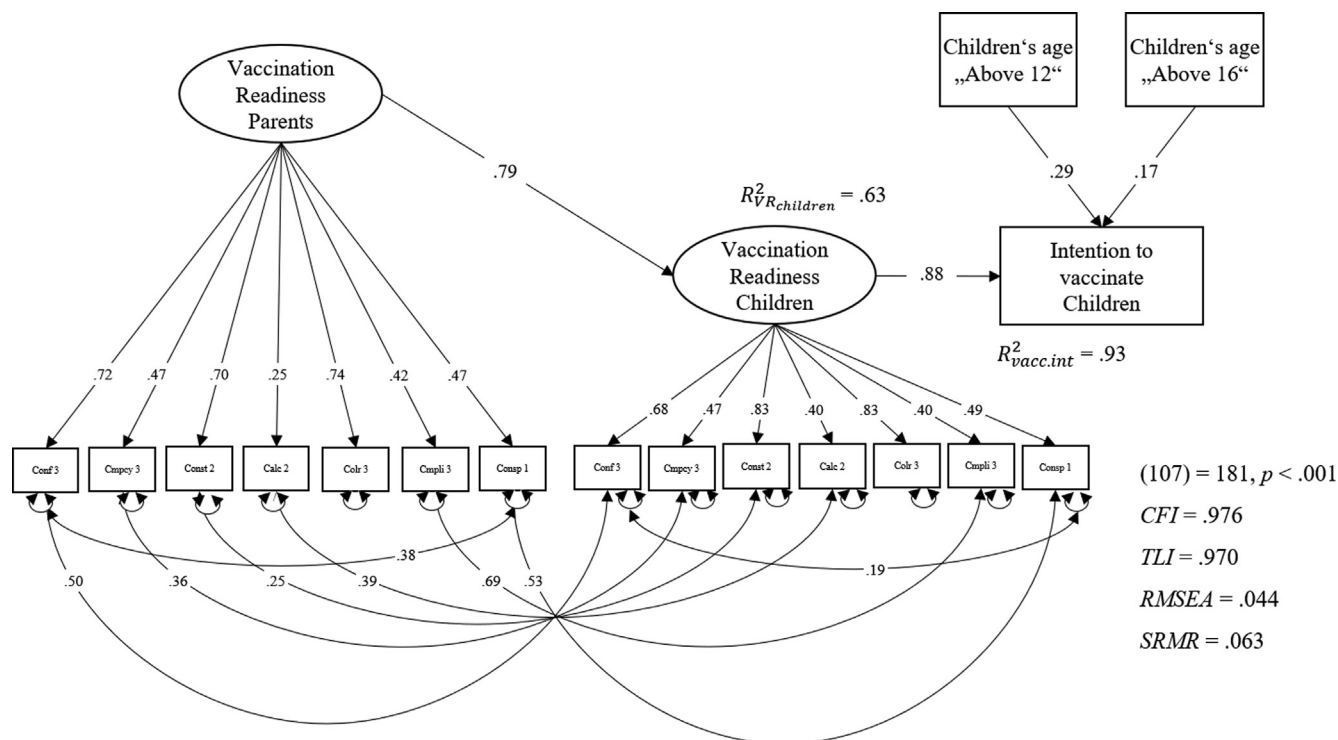 Vaccination
Readiness
Parents
Children‘s age
„Above 12“
Children‘s age
„Above 16“
.79
.29
.17
R²VRchildren = .63
Vaccination
Readiness
Children
.88
Intention to
vaccinate
Children
R²vacc.int = .93
.72
.47
.70
.25
.74
.42
.47
.68
.47
.83
.40
.83
.40
.49
Conf 3
Cmpcy 3
Const 2
Calc 2
Colr 3
Cmpli 3
Consp 1
Conf 3
Cmpcy 3
Const 2
Calc 2
Colr 3
Cmpli 3
Consp 1
.38
.19
.50
.36
.25
.39
.69
.53
(107) = 181, p < .001
CFI = .976
TLI = .970
RMSEA = .044
SRMR = .063